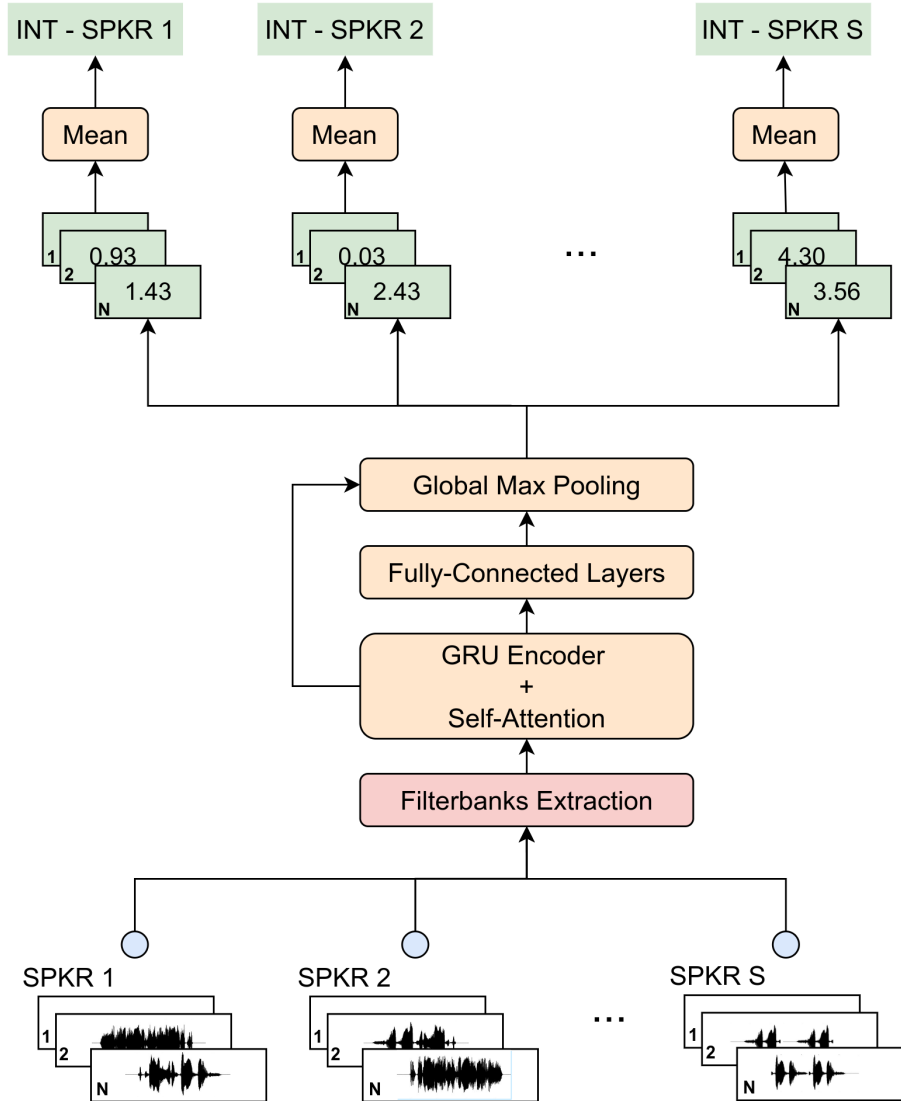 INT - SPKR 1
INT - SPKR 2
INT - SPKR S
Mean
Mean
Mean
1
2
0.93
N
1.43
1
2
0.03
N
2.43
...
1
2
4.30
N
3.56
Global Max Pooling
Fully-Connected Layers
GRU Encoder
+
Self-Attention
Filterbanks Extraction
SPKR 1
1
2
N
SPKR 2
1
2
N
...
SPKR S
1
2
N